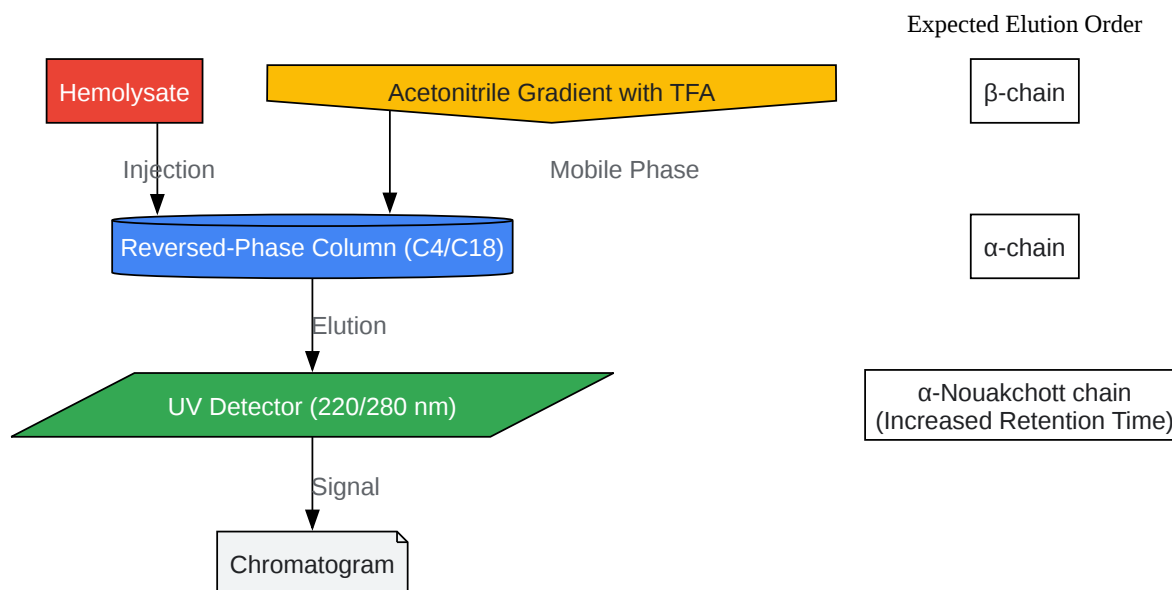 Expected Elution Order
Hemolysate
Acetonitrile Gradient with TFA
β-chain
Injection
Mobile Phase
Reversed-Phase Column (C4/C18)
α-chain
Elution
UV Detector (220/280 nm)
α-Nouakchott chain
(Increased Retention Time)
Signal
Chromatogram